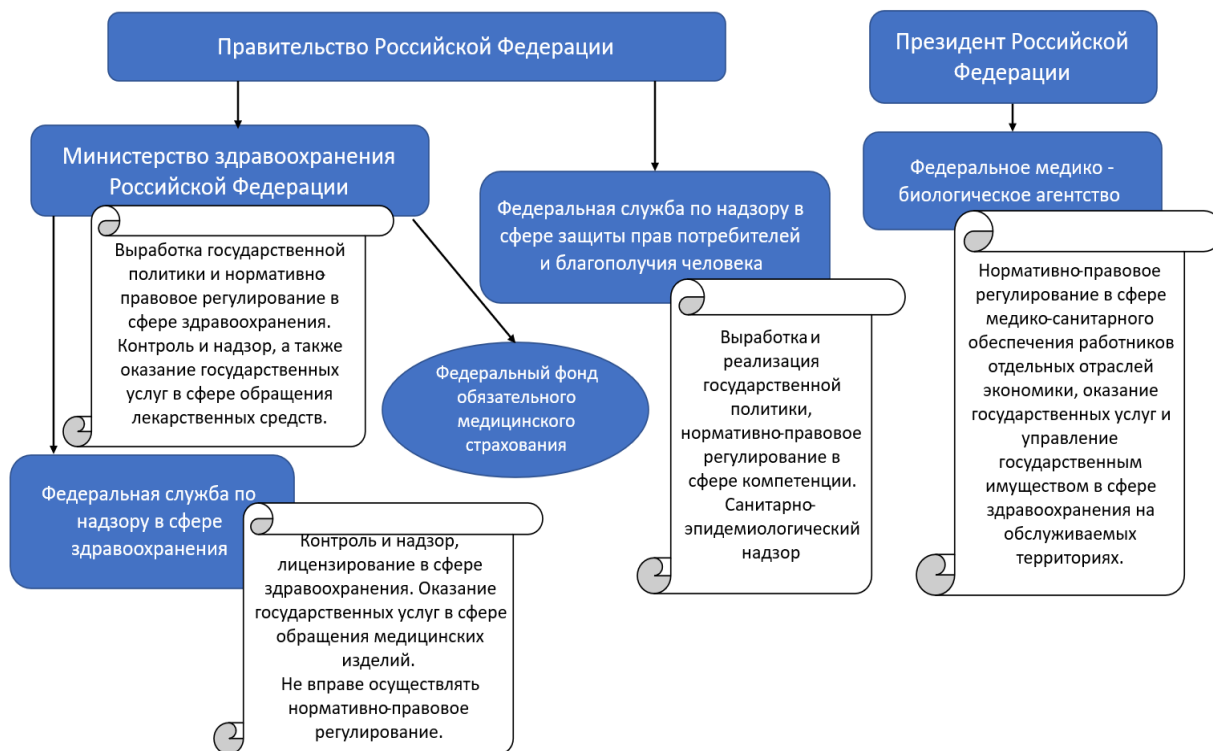 Правительство Российской Федерации
Президент Российской
Федерации
Министерство здравоохранения
Российской Федерации
Федеральное медико -
биологическое агентство
Федеральная служба по надзору в
сфере защиты прав потребителей
и благополучия человека
Выработка государственной
политики и нормативно-
правовое регулирование в
сфере здравоохранения.
Контроль и надзор, а также
оказание государственных
услуг в сфере обращения
лекарственных средств.
Федеральный фонд
обязательного
медицинского
страхования
Выработка и
реализация
государственной
политики,
нормативно-правовое
регулирование в
сфере компетенции.
Санитарно-
эпидемиологический
надзор
Нормативно-правовое
регулирование в сфере
медико-санитарного
обеспечения работников
отдельных отраслей
экономики, оказание
государственных услуг и
управление
государственным
имуществом в сфере
здравоохранения на
обслуживаемых
территориях.
Федеральная служба по
надзору в сфере
здравоохранения
Контроль и надзор,
лицензирование в сфере
здравоохранения. Оказание
государственных услуг в сфере
обращения медицинских
изделий.
Не вправе осуществлять
нормативно-правовое
регулирование.